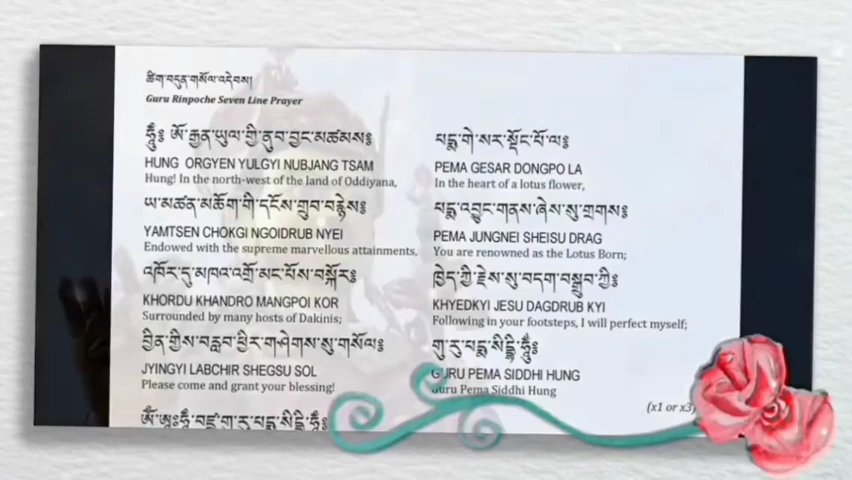 ཚིག་བདུན་གསོལ་འདེབས།
Guru Rinpoche Seven Line Prayer
ཧཱུྃ༔ ཨོ་རྒྱན་ཡུལ་གྱི་ནུབ་བྱང་མཚམས༔
HUNG ORGYEN YULGYI NUBJANG TSAM
Hung! In the north-west of the land of Oddiyana,
པདྨ་གེ་སར་སྡོང་པོ་ལ༔
PEMA GESAR DONGPO LA
In the heart of a lotus flower,
ཡ་མཚན་མཆོག་གི་དངོས་གྲུབ་བརྙེས༔
YAMTSEN CHOKGI NGOIDRUB NYEI
Endowed with the supreme marvellous attainments,
པདྨ་འབྱུང་གནས་ཞེས་སུ་གྲགས༔
PEMA JUNGNEI SHEISU DRAG
You are renowned as the Lotus Born;
འཁོར་དུ་མཁའ་འགྲོ་མང་པོས་བསྐོར༔
KHORDU KHANDRO MANGPOI KOR
Surrounded by many hosts of Dakinis;
ཁྱེད་ཀྱི་རྗེས་སུ་བདག་བསྒྲུབ་ཀྱི༔
KHYEDKYI JESU DAGDRUB KYI
Following in your footsteps, I will perfect myself;
བྱིན་གྱིས་བརླབ་ཕྱིར་གཤེགས་སུ་གསོལ༔
JYINGYI LABCHIR SHEGSU SOL
Please come and grant your blessing!
གུ་རུ་པདྨ་སིདྡྷི་ཧཱུྃ༔
GURU PEMA SIDDHI HUNG
Guru Pema Siddhi Hung
(x1 or x3)
ཨོཾ་ཨཱཿཧཱུྃ་བཛྲ་གུ་རུ་པདྨ་སིདྡྷི་ཧཱུྃ༔